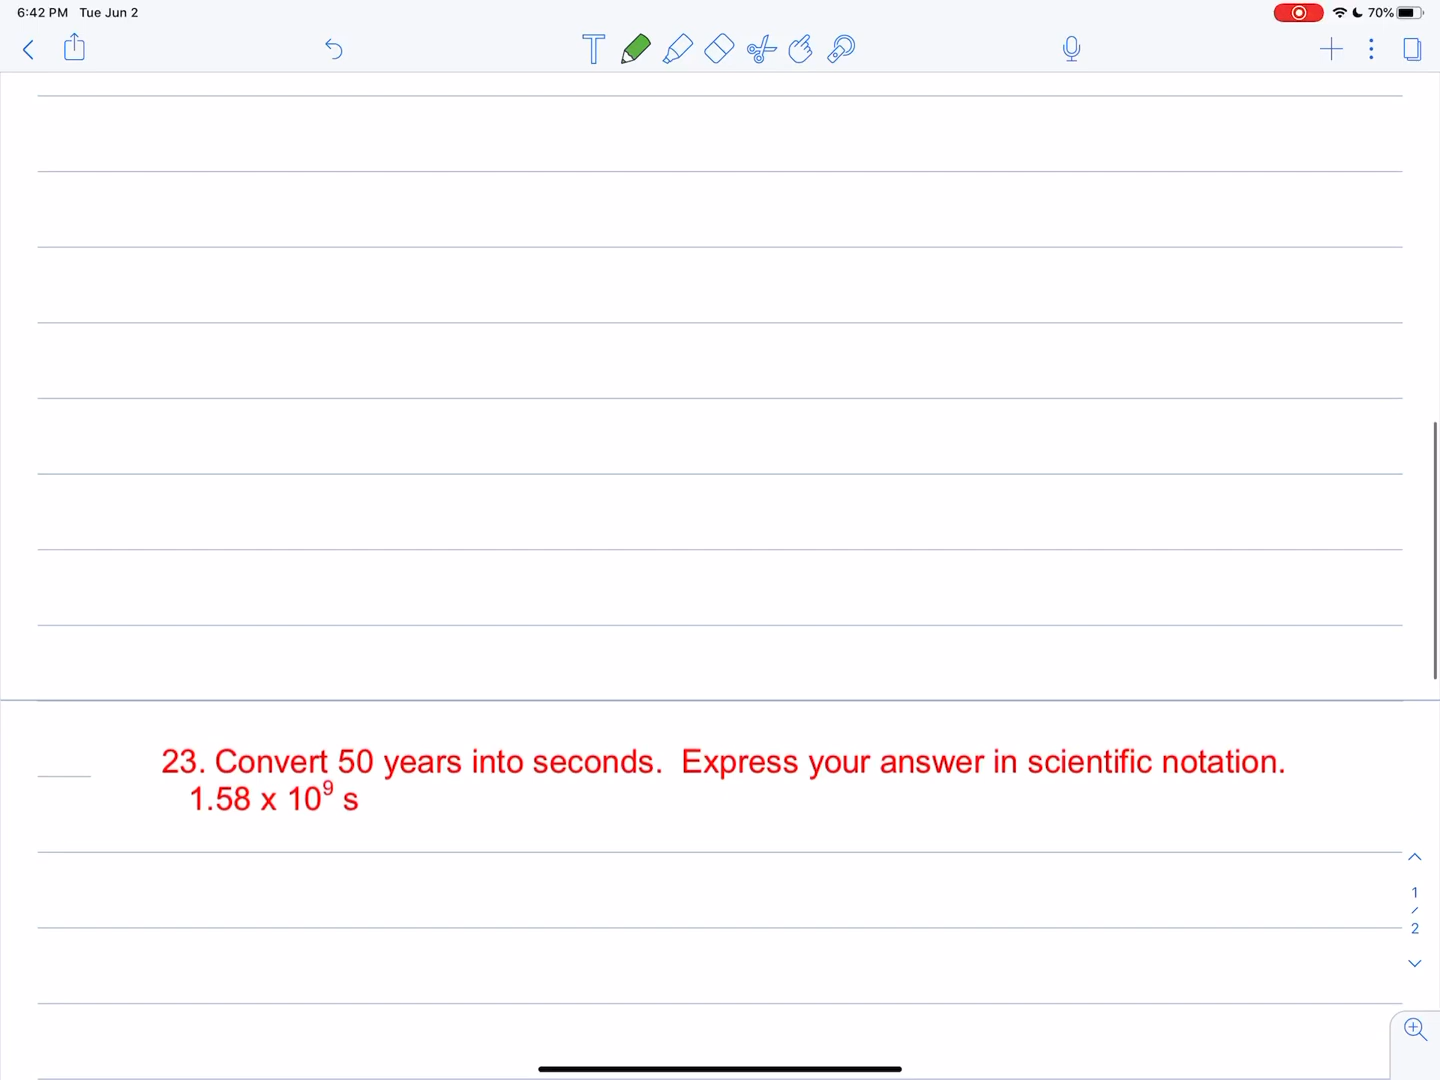 6:42 PM Tue Jun 2
70%
T
23. Convert 50 years into seconds. Express your answer in scientific notation.
1.58 x 10⁹ s
1
/
2